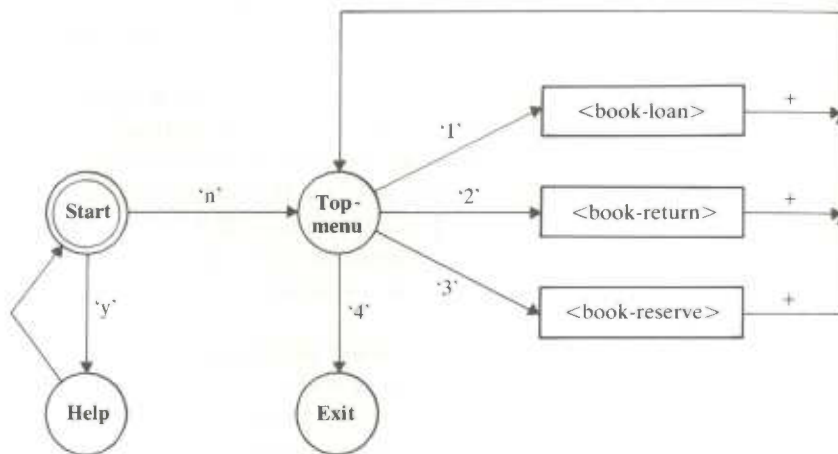 <book-loan>
+
'1'
Start
'n'
Top-
menu
'2'
<book-return>
+
'3'
<book-reserve>
+
'y'
'4'
Help
Exit